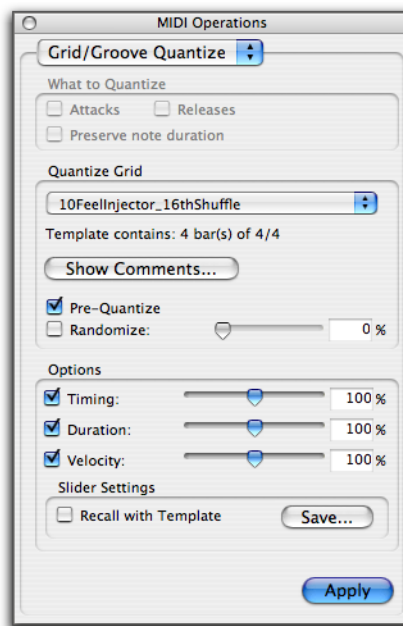 MIDI Operations
Grid/Groove Quantize
What to Quantize
Attacks Releases
Preserve note duration
Quantize Grid
10FeelInjector_16thShuffle
Template contains: 4 bar(s) of 4/4
Show Comments...
Pre-Quantize
Randomize: 0 %
Options
Timing: 100 %
Duration: 100 %
Velocity: 100 %
Slider Settings
Recall with Template Save...
Apply